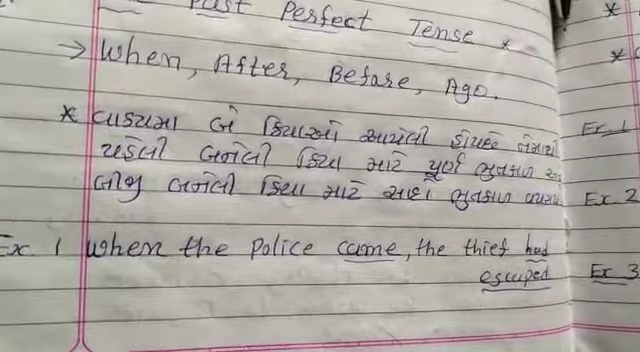 Past Perfect Tense *
→ When, After, Before, Ago.
* વાક્યમા બે ક્રિયાઓ આવેલી હોય
પહેલી બનેલી ક્રિયા માટે પૂર્ણ ભુતકાળ
બીજી બનેલી ક્રિયા માટે સાદો ભુતકાળ
Ex 1 when the Police came, the thief had
escaped
Ex 1
Ex 2
Ex 3